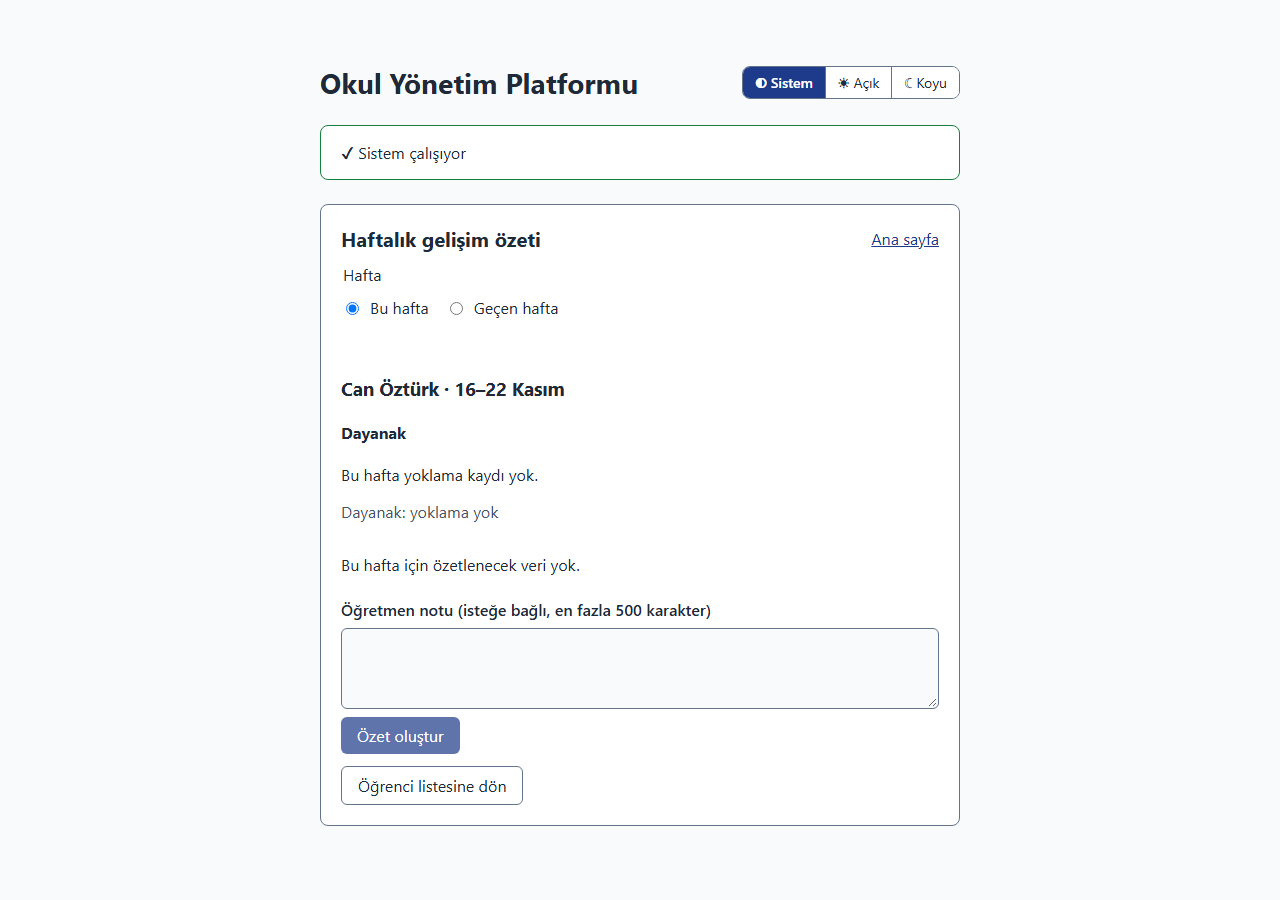 Okul Yönetim Platformu
◐ Sistem
☀ Açık
☾ Koyu
✓ Sistem çalışıyor
Haftalık gelişim özeti
Ana sayfa
Hafta
Bu hafta
Geçen hafta
Can Öztürk · 16–22 Kasım
Dayanak
Bu hafta yoklama kaydı yok.
Dayanak: yoklama yok
Bu hafta için özetlenecek veri yok.
Öğretmen notu (isteğe bağlı, en fazla 500 karakter)
Özet oluştur
Öğrenci listesine dön